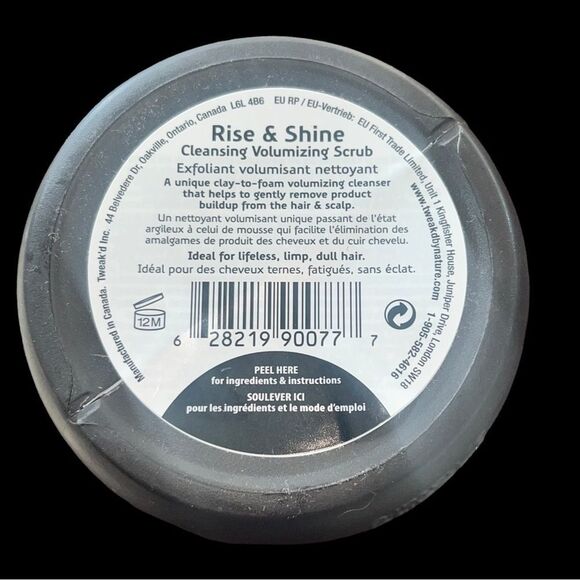 Manufactured in Canada. Tweak'd Inc. 44 Belvedere Dr, Oakville, Ontario, Canada L6L 4B6 EU RP / EU-Vertrieb: EU First Trade Limited, Unit 1 Kingfisher House, Juniper Drive, London SW18
www.tweakdbynature.com 1-905-582-4616
Rise & Shine
Cleansing Volumizing Scrub
Exfoliant volumisant nettoyant
A unique clay-to-foam volumizing cleanser
that helps to gently remove product
buildup from the hair & scalp.
Un nettoyant volumisant unique passant de l'état
argileux à celui de mousse qui facilite l'élimination des
amalgames de produit des cheveux et du cuir chevelu.
Ideal for lifeless, limp, dull hair.
Idéal pour des cheveux ternes, fatigués, sans éclat.
12M
6 28219 90077 7
PEEL HERE
for ingredients & instructions
SOULEVER ICI
pour les ingrédients et le mode d'emploi